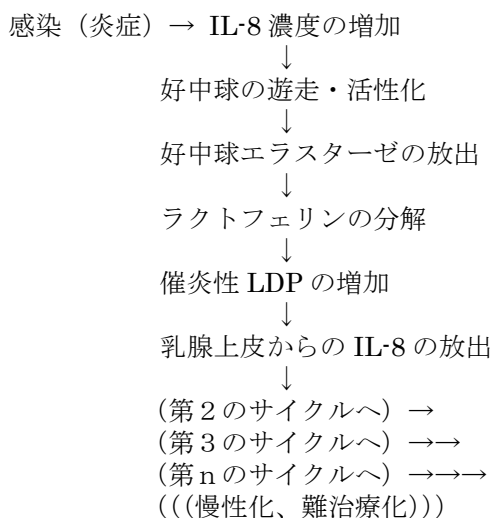 感染（炎症）→ IL-8 濃度の増加
↓
好中球の遊走・活性化
↓
好中球エラスターゼの放出
↓
ラクトフェリンの分解
↓
催炎性 LDP の増加
↓
乳腺上皮からの IL-8 の放出
↓
（第２のサイクルへ）→
（第３のサイクルへ）→→
（第ｎのサイクルへ）→→→
(((慢性化、難治療化)))